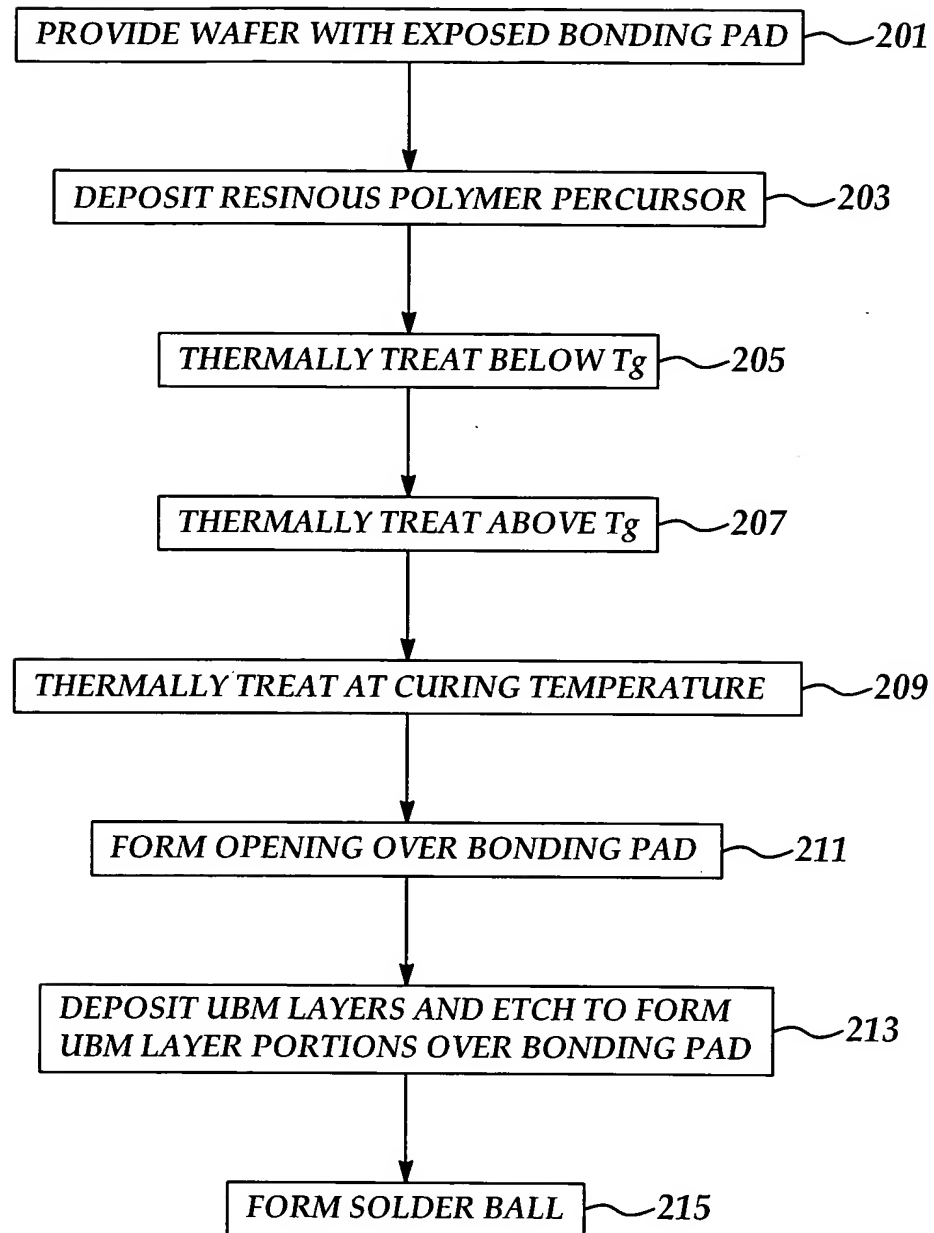 PROVIDE WAFER WITH EXPOSED BONDING PAD 201
DEPOSIT RESINOUS POLYMER PERCURSOR 203
THERMALLY TREAT BELOW Tg 205
THERMALLY TREAT ABOVE Tg 207
THERMALLY TREAT AT CURING TEMPERATURE 209
FORM OPENING OVER BONDING PAD 211
DEPOSIT UBM LAYERS AND ETCH TO FORM
UBM LAYER PORTIONS OVER BONDING PAD 213
FORM SOLDER BALL 215